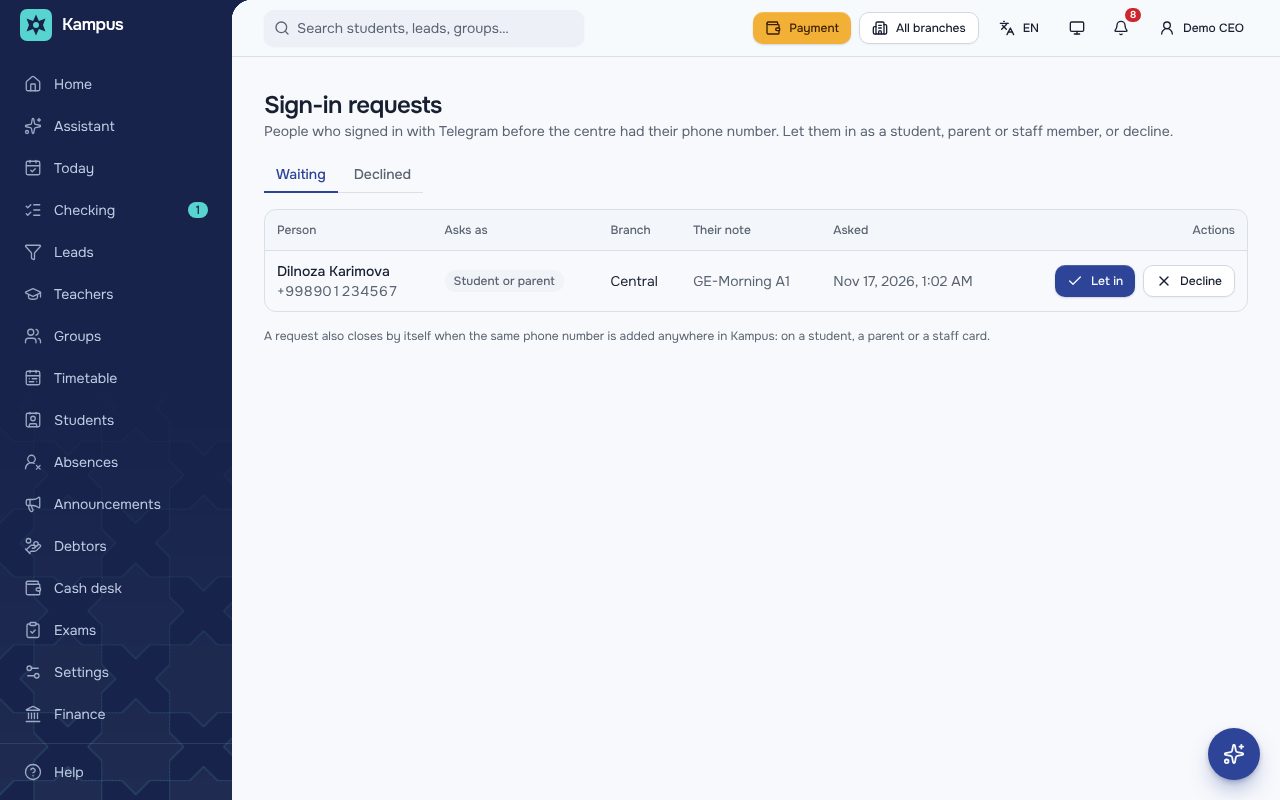 Kampus
Search students, leads, groups...
Payment
All branches
EN
8
Demo CEO
Home
Assistant
Today
Checking
1
Leads
Teachers
Groups
Timetable
Students
Absences
Announcements
Debtors
Cash desk
Exams
Settings
Finance
Help
Sign-in requests
People who signed in with Telegram before the centre had their phone number. Let them in as a student, parent or staff member, or decline.
Waiting Declined
Person Asks as Branch Their note Asked Actions
Dilnoza Karimova
+998901234567
Student or parent
Central
GE-Morning A1
Nov 17, 2026, 1:02 AM
Let in
Decline
A request also closes by itself when the same phone number is added anywhere in Kampus: on a student, a parent or a staff card.